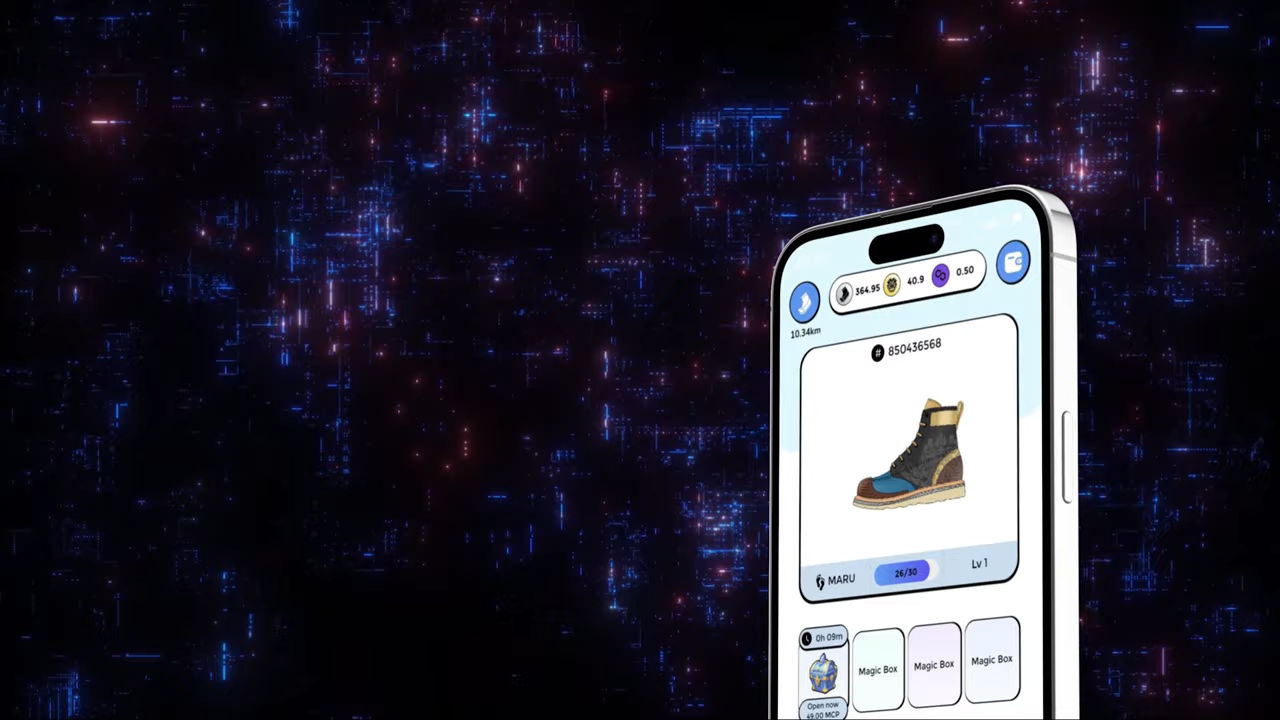 364.95 40.9 0.50
10.34km
# 850436568
MARU 26/30 Lv 1
0h 09m
Magic Box Magic Box Magic Box
Open now
49.00 MCP